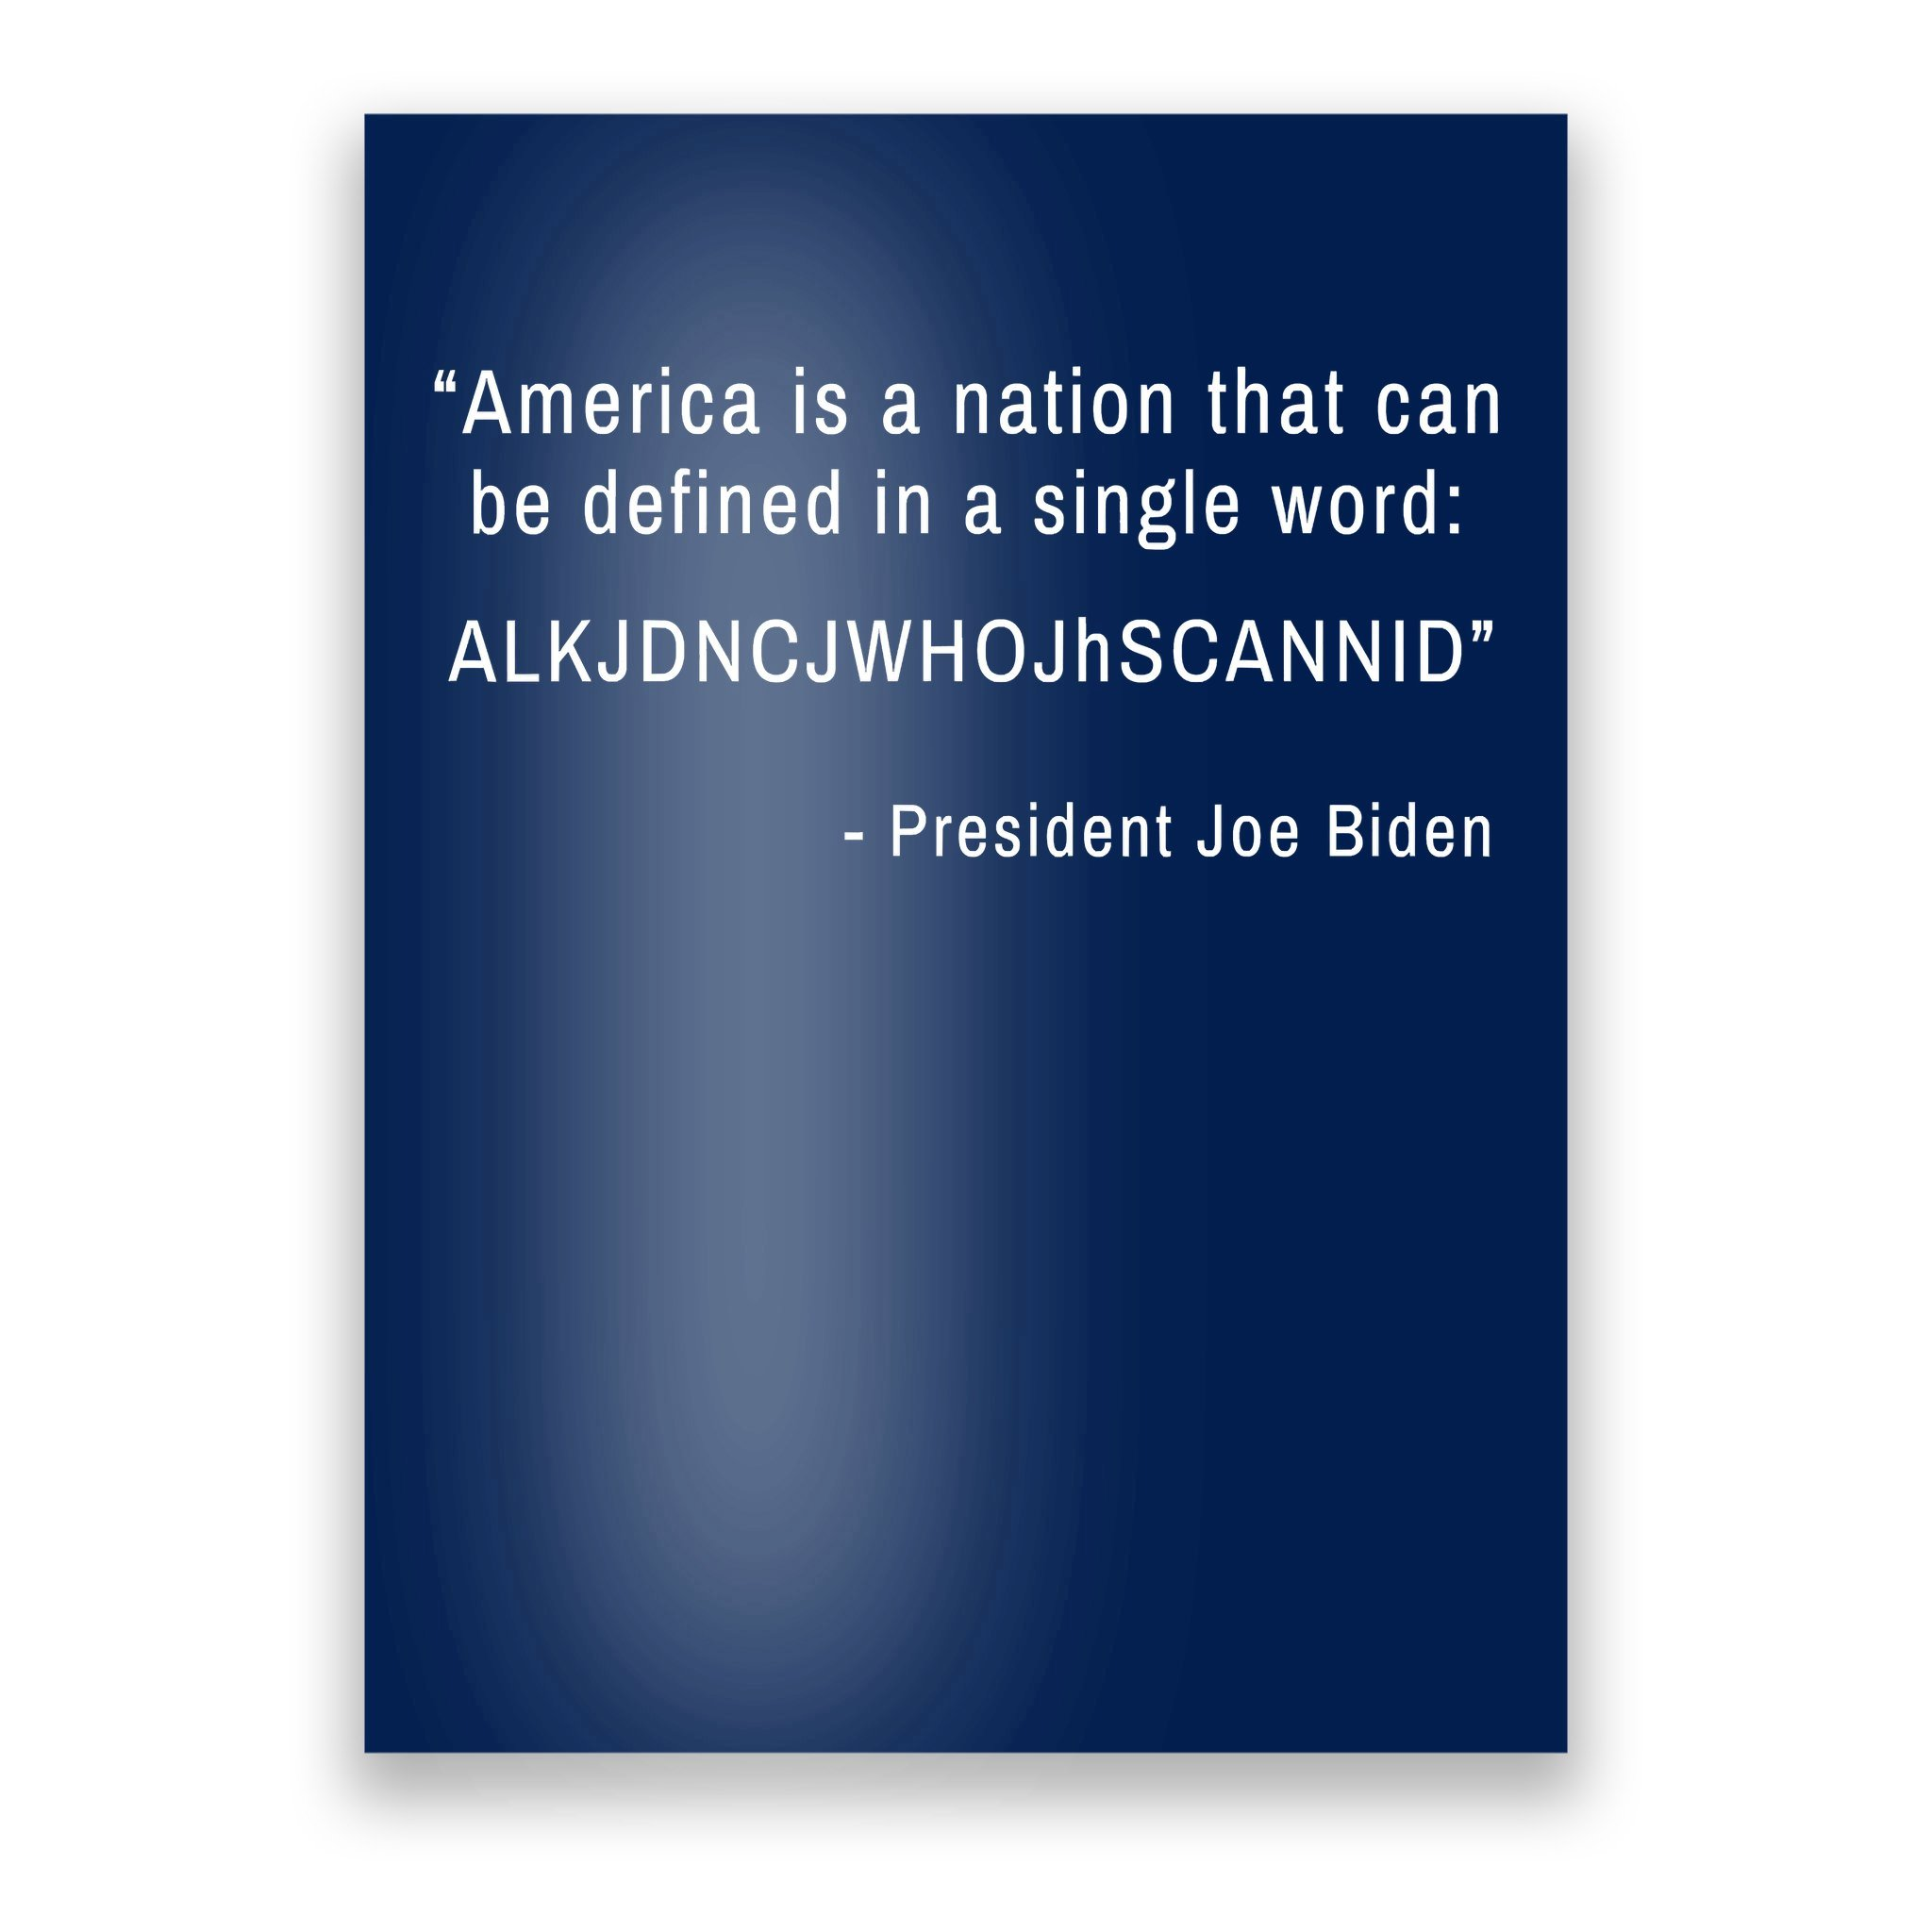 “America is a nation that can
be defined in a single word:
ALKJDNCJWHOJhSCANNID”
- President Joe Biden